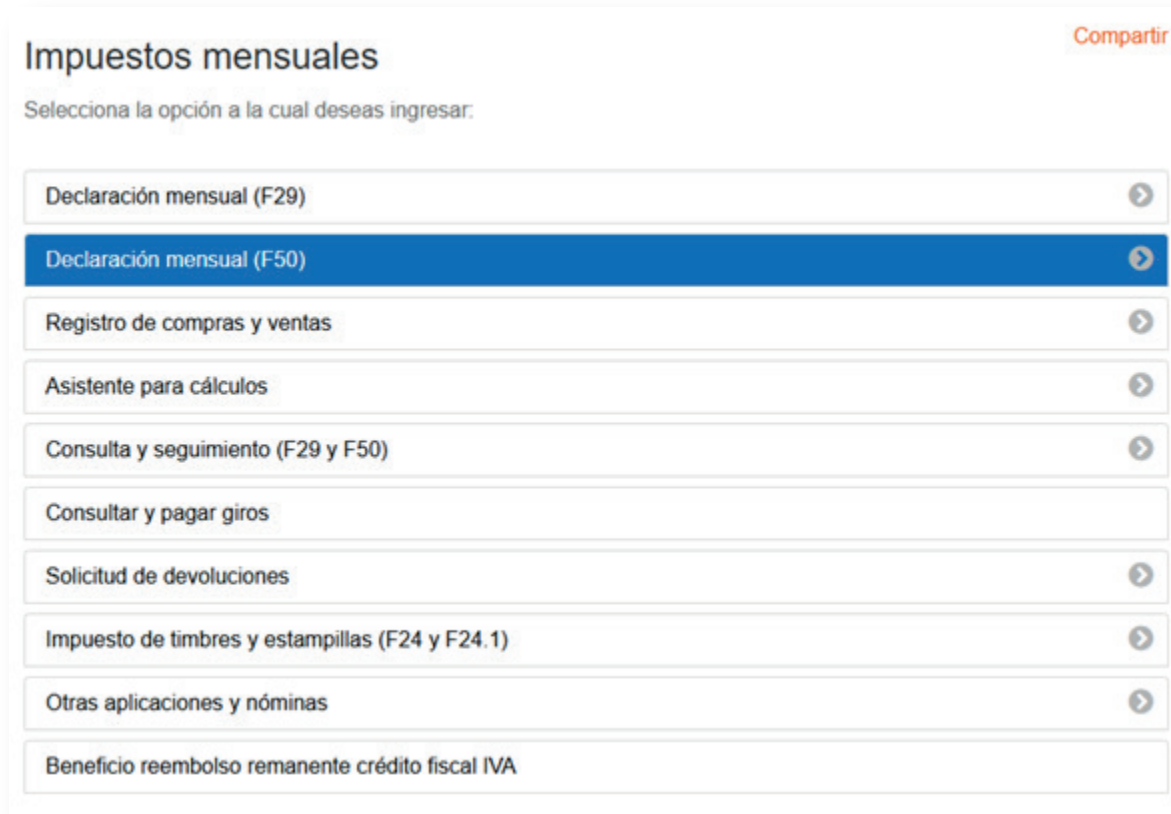 Compartir
Impuestos mensuales
Selecciona la opción a la cual deseas ingresar:
Declaración mensual (F29)
Declaración mensual (F50)
Registro de compras y ventas
Asistente para cálculos
Consulta y seguimiento (F29 y F50)
Consultar y pagar giros
Solicitud de devoluciones
Impuesto de timbres y estampillas (F24 y F24.1)
Otras aplicaciones y nóminas
Beneficio reembolso remanente crédito fiscal IVA